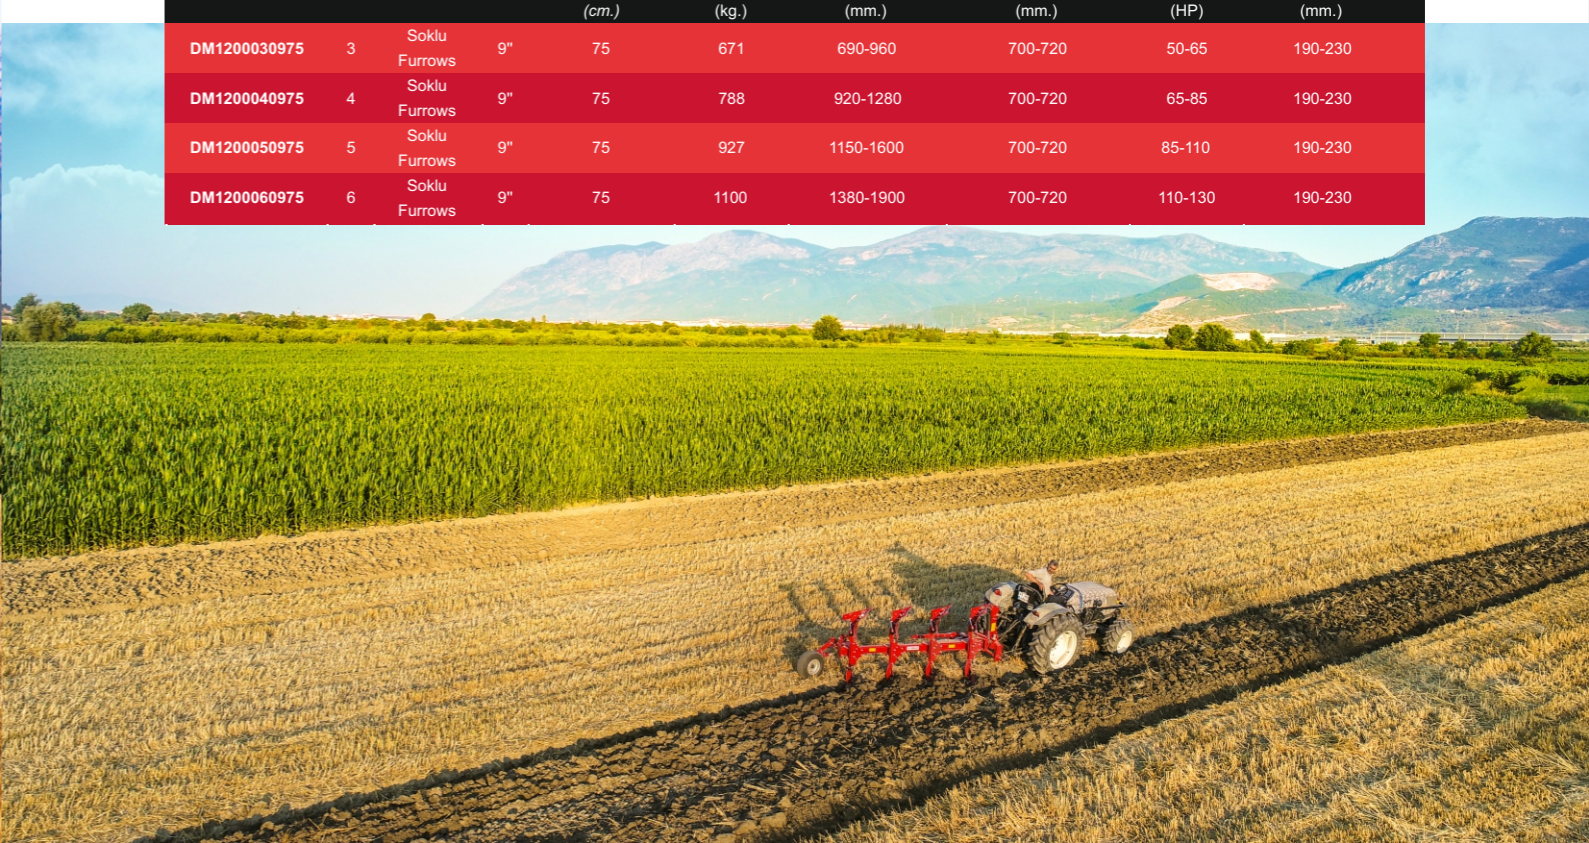 (cm.) (kg.) (mm.) (mm.) (HP) (mm.)
DM1200030975 3 Soklu Furrows 9" 75 671 690-960 700-720 50-65 190-230
DM1200040975 4 Soklu Furrows 9" 75 788 920-1280 700-720 65-85 190-230
DM1200050975 5 Soklu Furrows 9" 75 927 1150-1600 700-720 85-110 190-230
DM1200060975 6 Soklu Furrows 9" 75 1100 1380-1900 700-720 110-130 190-230